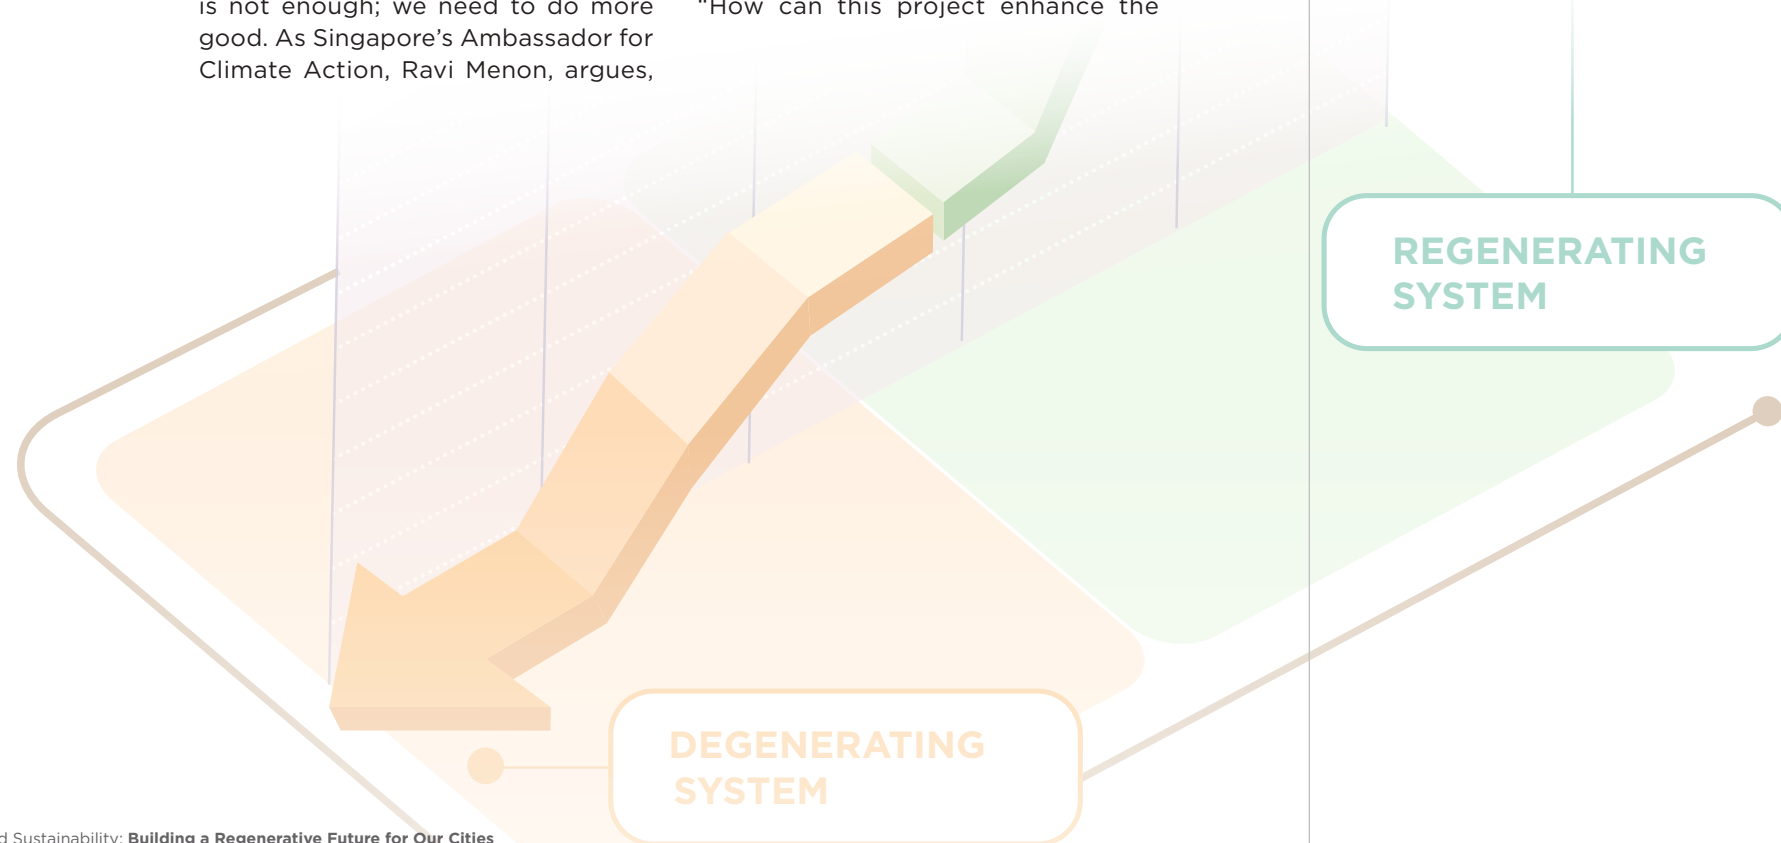 is not enough; we need to do more
good. As Singapore’s Ambassador for
Climate Action, Ravi Menon, argues,
“How can this project enhance the
REGENERATING
SYSTEM
DEGENERATING
SYSTEM
d Sustainability: Building a Regenerative Future for Our Cities